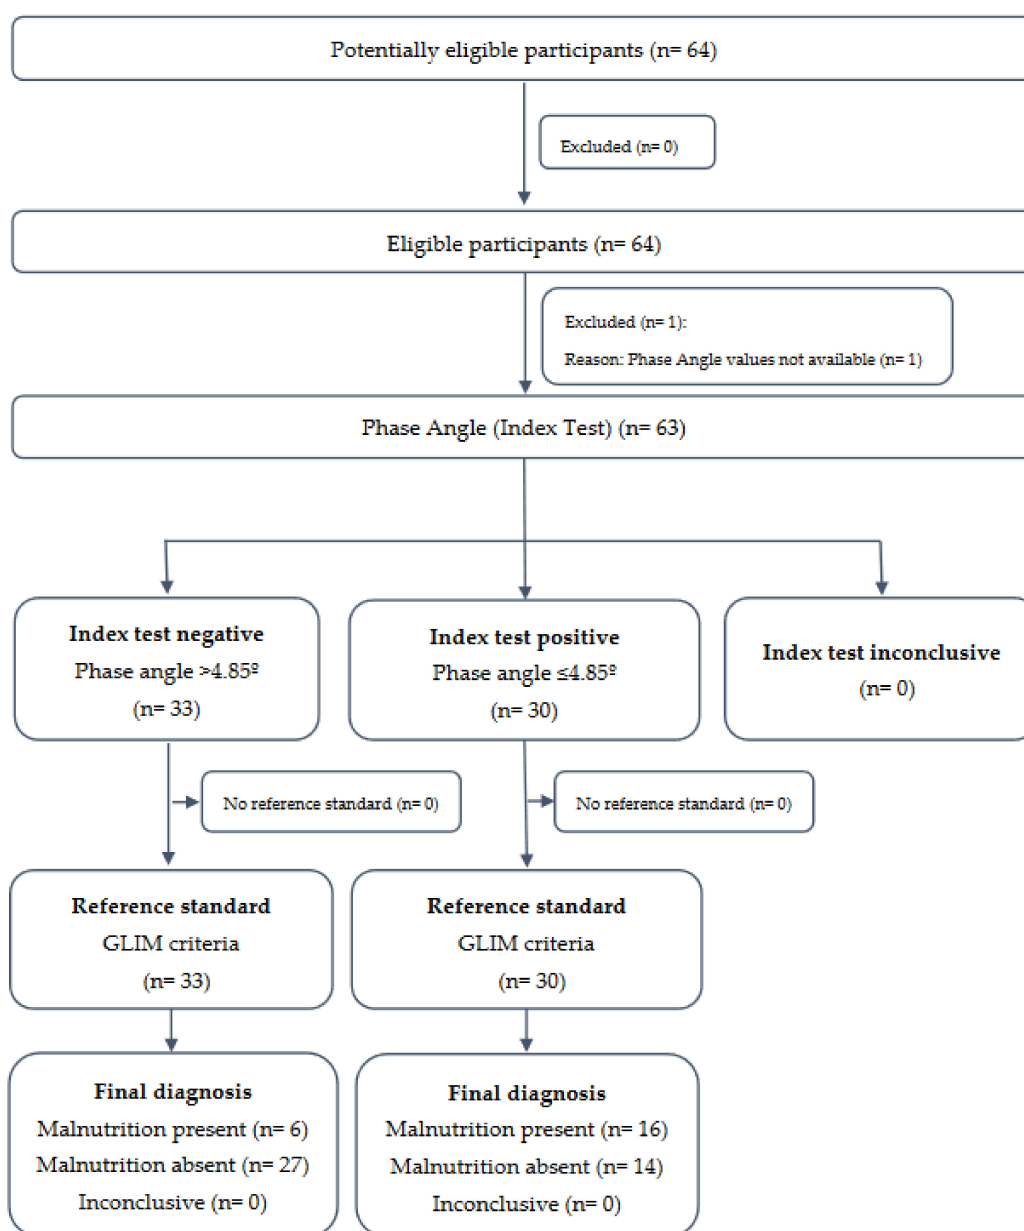 Potentially eligible participants (n= 64)
Excluded (n= 0)
Eligible participants (n= 64)
Excluded (n= 1):
Reason: Phase Angle values not available (n= 1)
Phase Angle (Index Test) (n= 63)
Index test negative
Phase angle >4.85º
(n= 33)
Index test positive
Phase angle ≤4.85º
(n= 30)
Index test inconclusive
(n= 0)
No reference standard (n= 0)
No reference standard (n= 0)
Reference standard
GLIM criteria
(n= 33)
Reference standard
GLIM criteria
(n= 30)
Final diagnosis
Malnutrition present (n= 6)
Malnutrition absent (n= 27)
Inconclusive (n= 0)
Final diagnosis
Malnutrition present (n= 16)
Malnutrition absent (n= 14)
Inconclusive (n= 0)